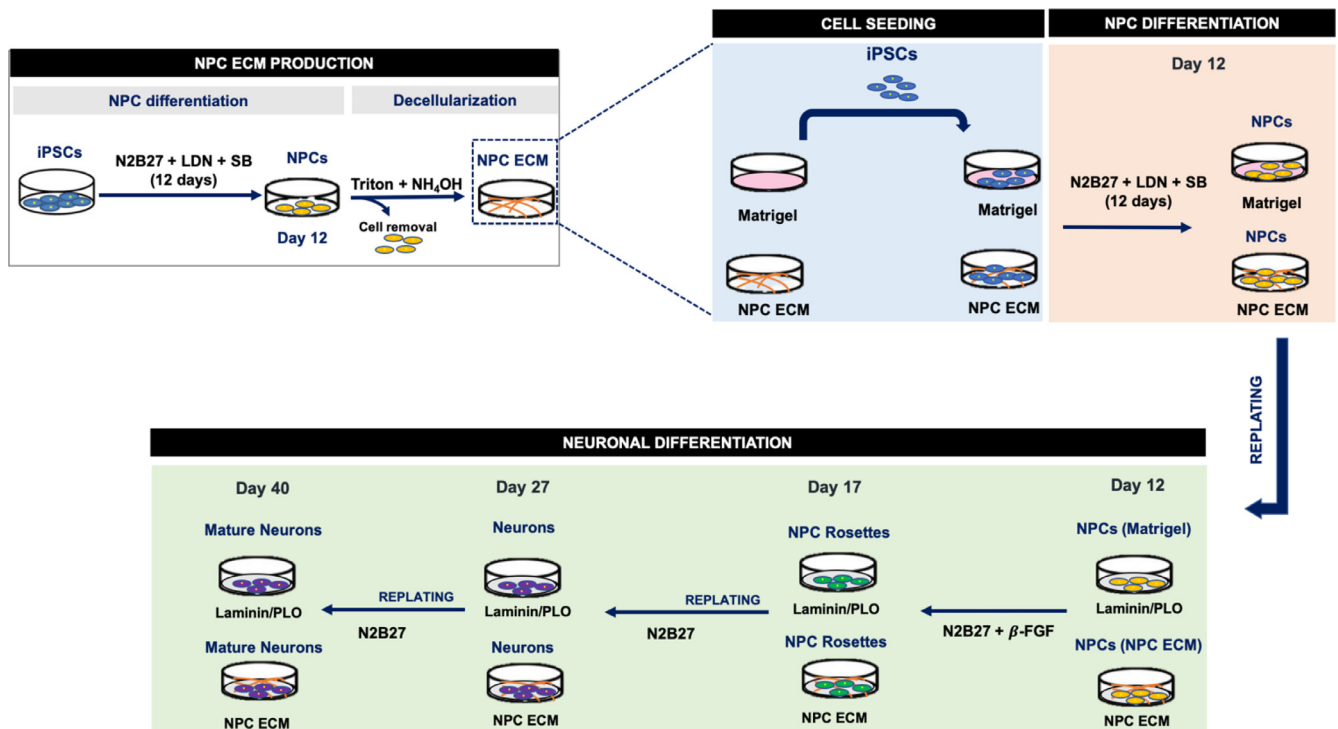 NPC ECM PRODUCTION
NPC differentiation
Decellularization
iPSCs
N2B27 + LDN + SB
(12 days)
NPCs
Day 12
Triton + NH₄OH
Cell removal
NPC ECM
CELL SEEDING
iPSCs
Matrigel
Matrigel
NPC ECM
NPC ECM
NPC DIFFERENTIATION
Day 12
N2B27 + LDN + SB
(12 days)
NPCs
Matrigel
NPCs
NPC ECM
REPLATING
NEURONAL DIFFERENTIATION
Day 40
Day 27
Day 17
Day 12
Mature Neurons
Neurons
NPC Rosettes
NPCs (Matrigel)
Laminin/PLO
REPLATING
Laminin/PLO
REPLATING
Laminin/PLO
Laminin/PLO
N2B27
N2B27
N2B27 + β-FGF
Mature Neurons
Neurons
NPC Rosettes
NPCs (NPC ECM)
NPC ECM
NPC ECM
NPC ECM
NPC ECM